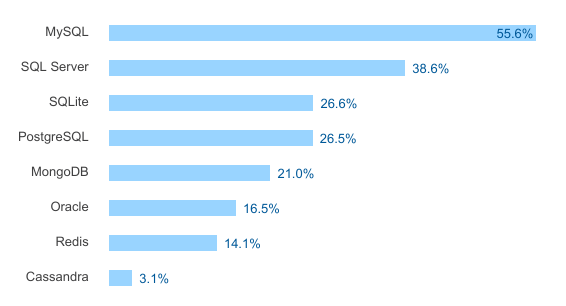 MySQL 55.6%
SQL Server 38.6%
SQLite 26.6%
PostgreSQL 26.5%
MongoDB 21.0%
Oracle 16.5%
Redis 14.1%
Cassandra 3.1%